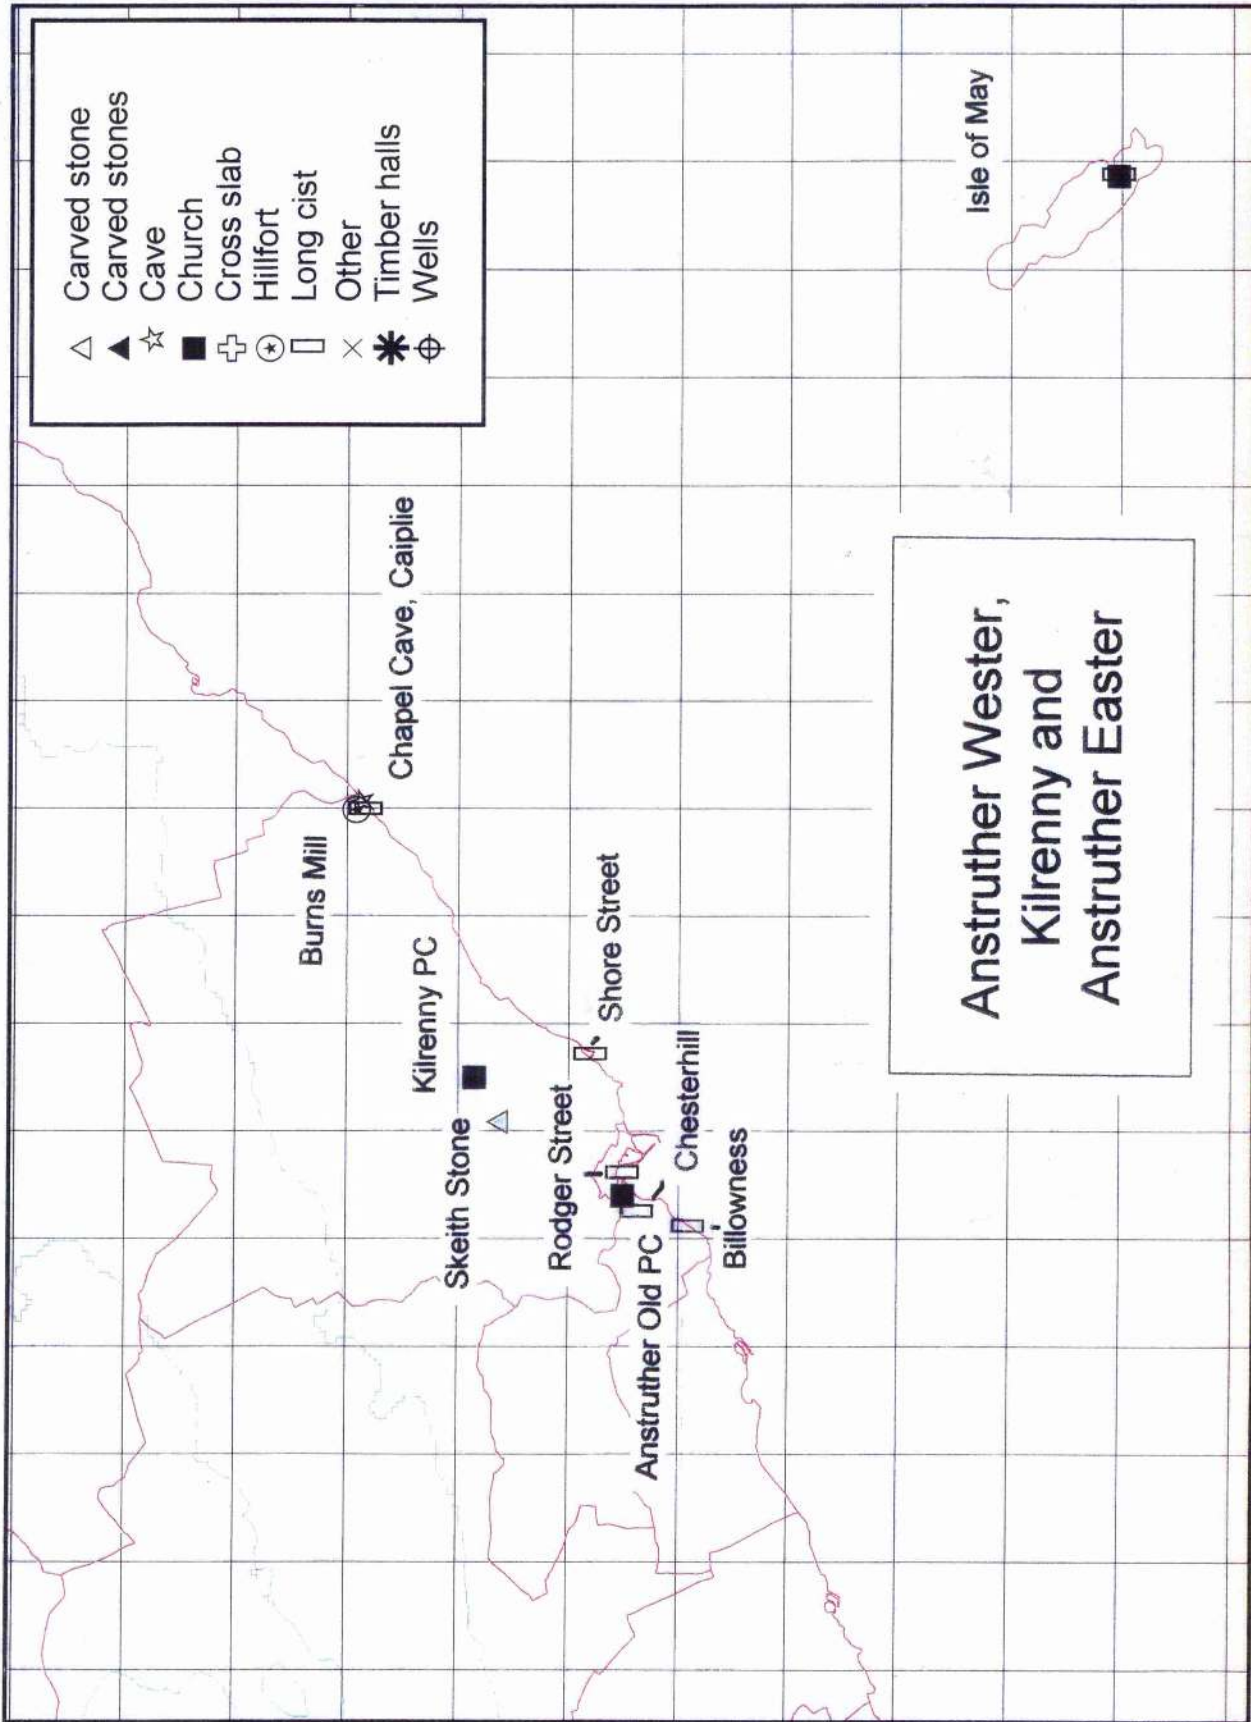 Carved stone
Carved stones
Cave
Church
Cross slab
Hillfort
Long cist
Other
Timber halls
Wells
Burns Mill
Chapel Cave, Caiplie
Kilrenny PC
Skeith Stone
Shore Street
Rodger Street
Chesterhill
Anstruther Old PC
Billowness
Isle of May
Anstruther Wester,
Kilrenny and
Anstruther Easter